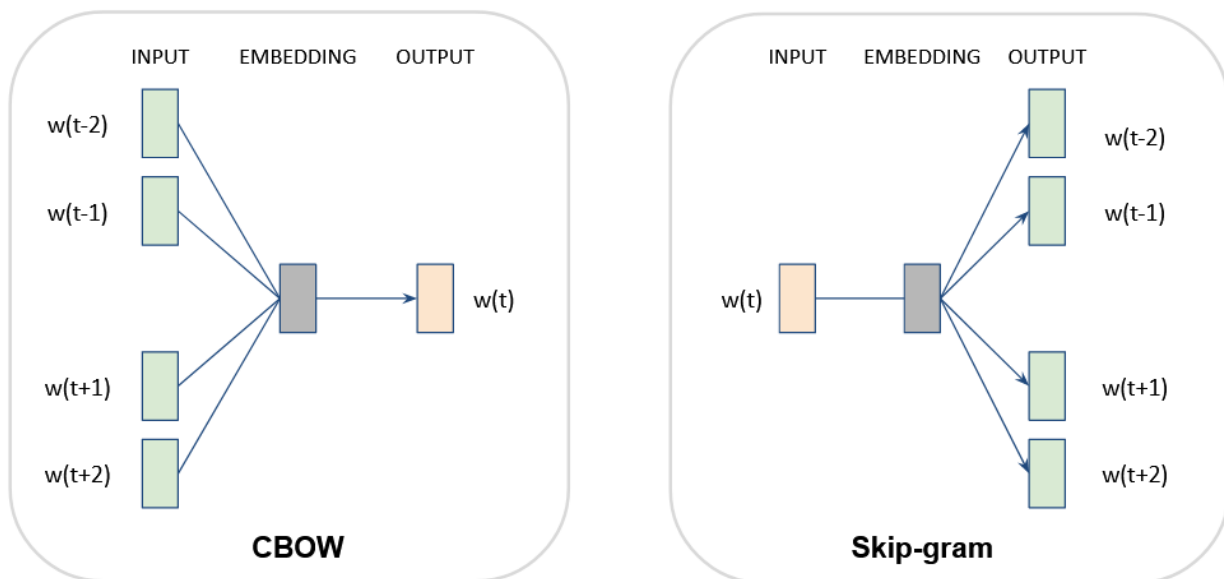 INPUT EMBEDDING OUTPUT
w(t-2)
w(t-1)
w(t)
w(t+1)
w(t+2)
CBOW
INPUT EMBEDDING OUTPUT
w(t-2)
w(t-1)
w(t)
w(t+1)
w(t+2)
Skip-gram